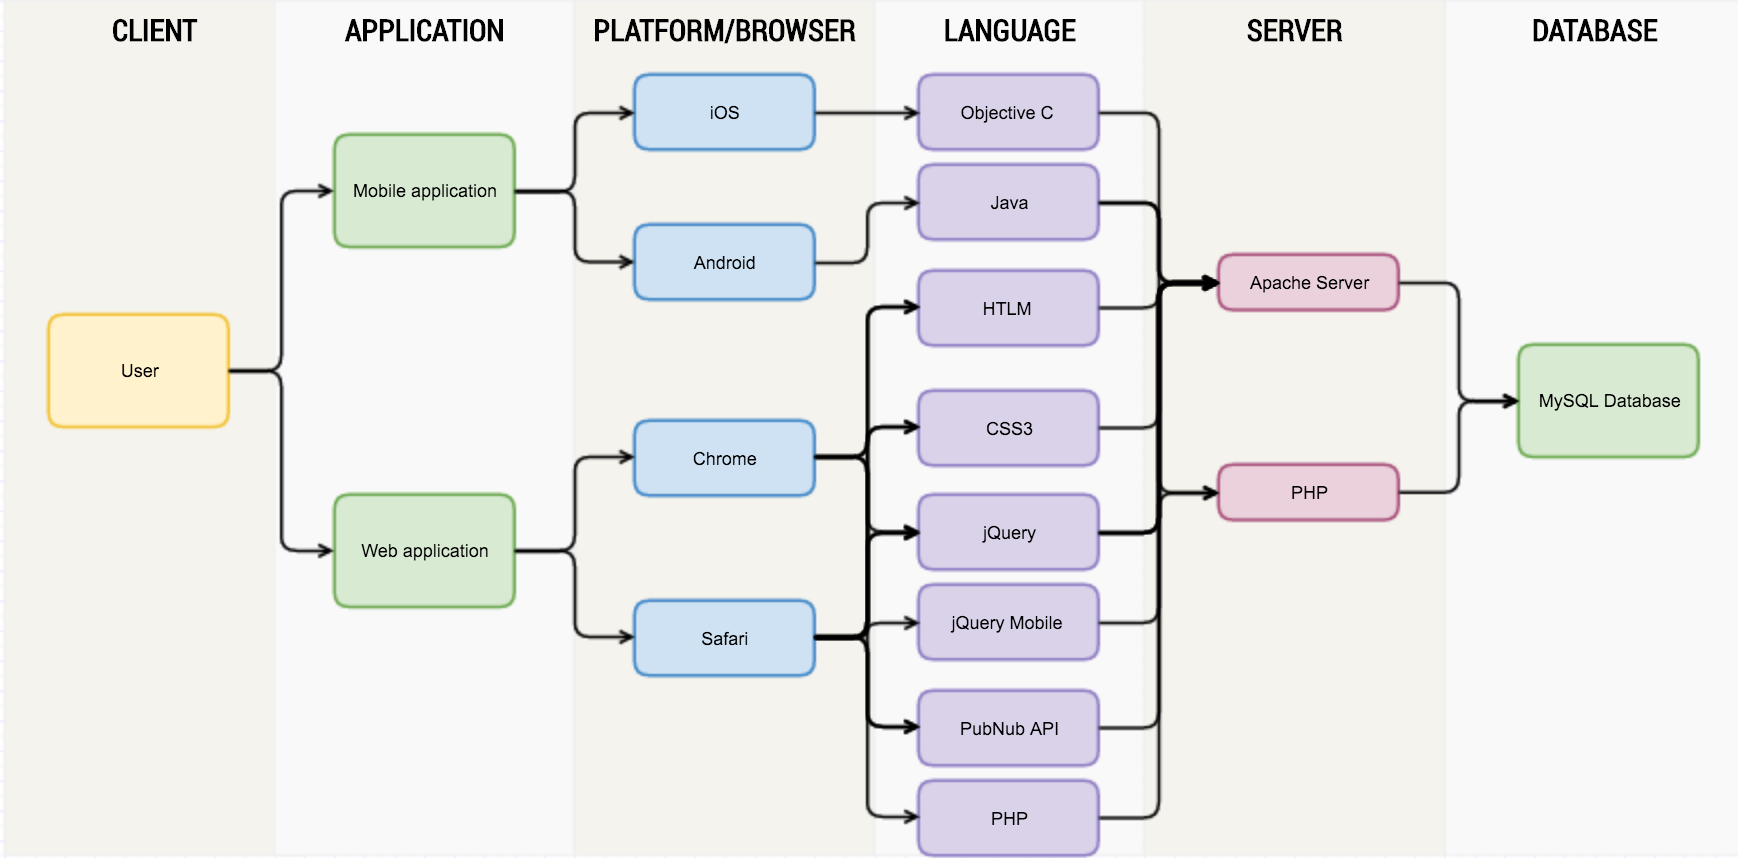 CLIENT
APPLICATION
PLATFORM/BROWSER
LANGUAGE
SERVER
DATABASE
User
Mobile application
Web application
iOS
Android
Chrome
Safari
Objective C
Java
HTLM
CSS3
jQuery
jQuery Mobile
PubNub API
PHP
Apache Server
PHP
MySQL Database